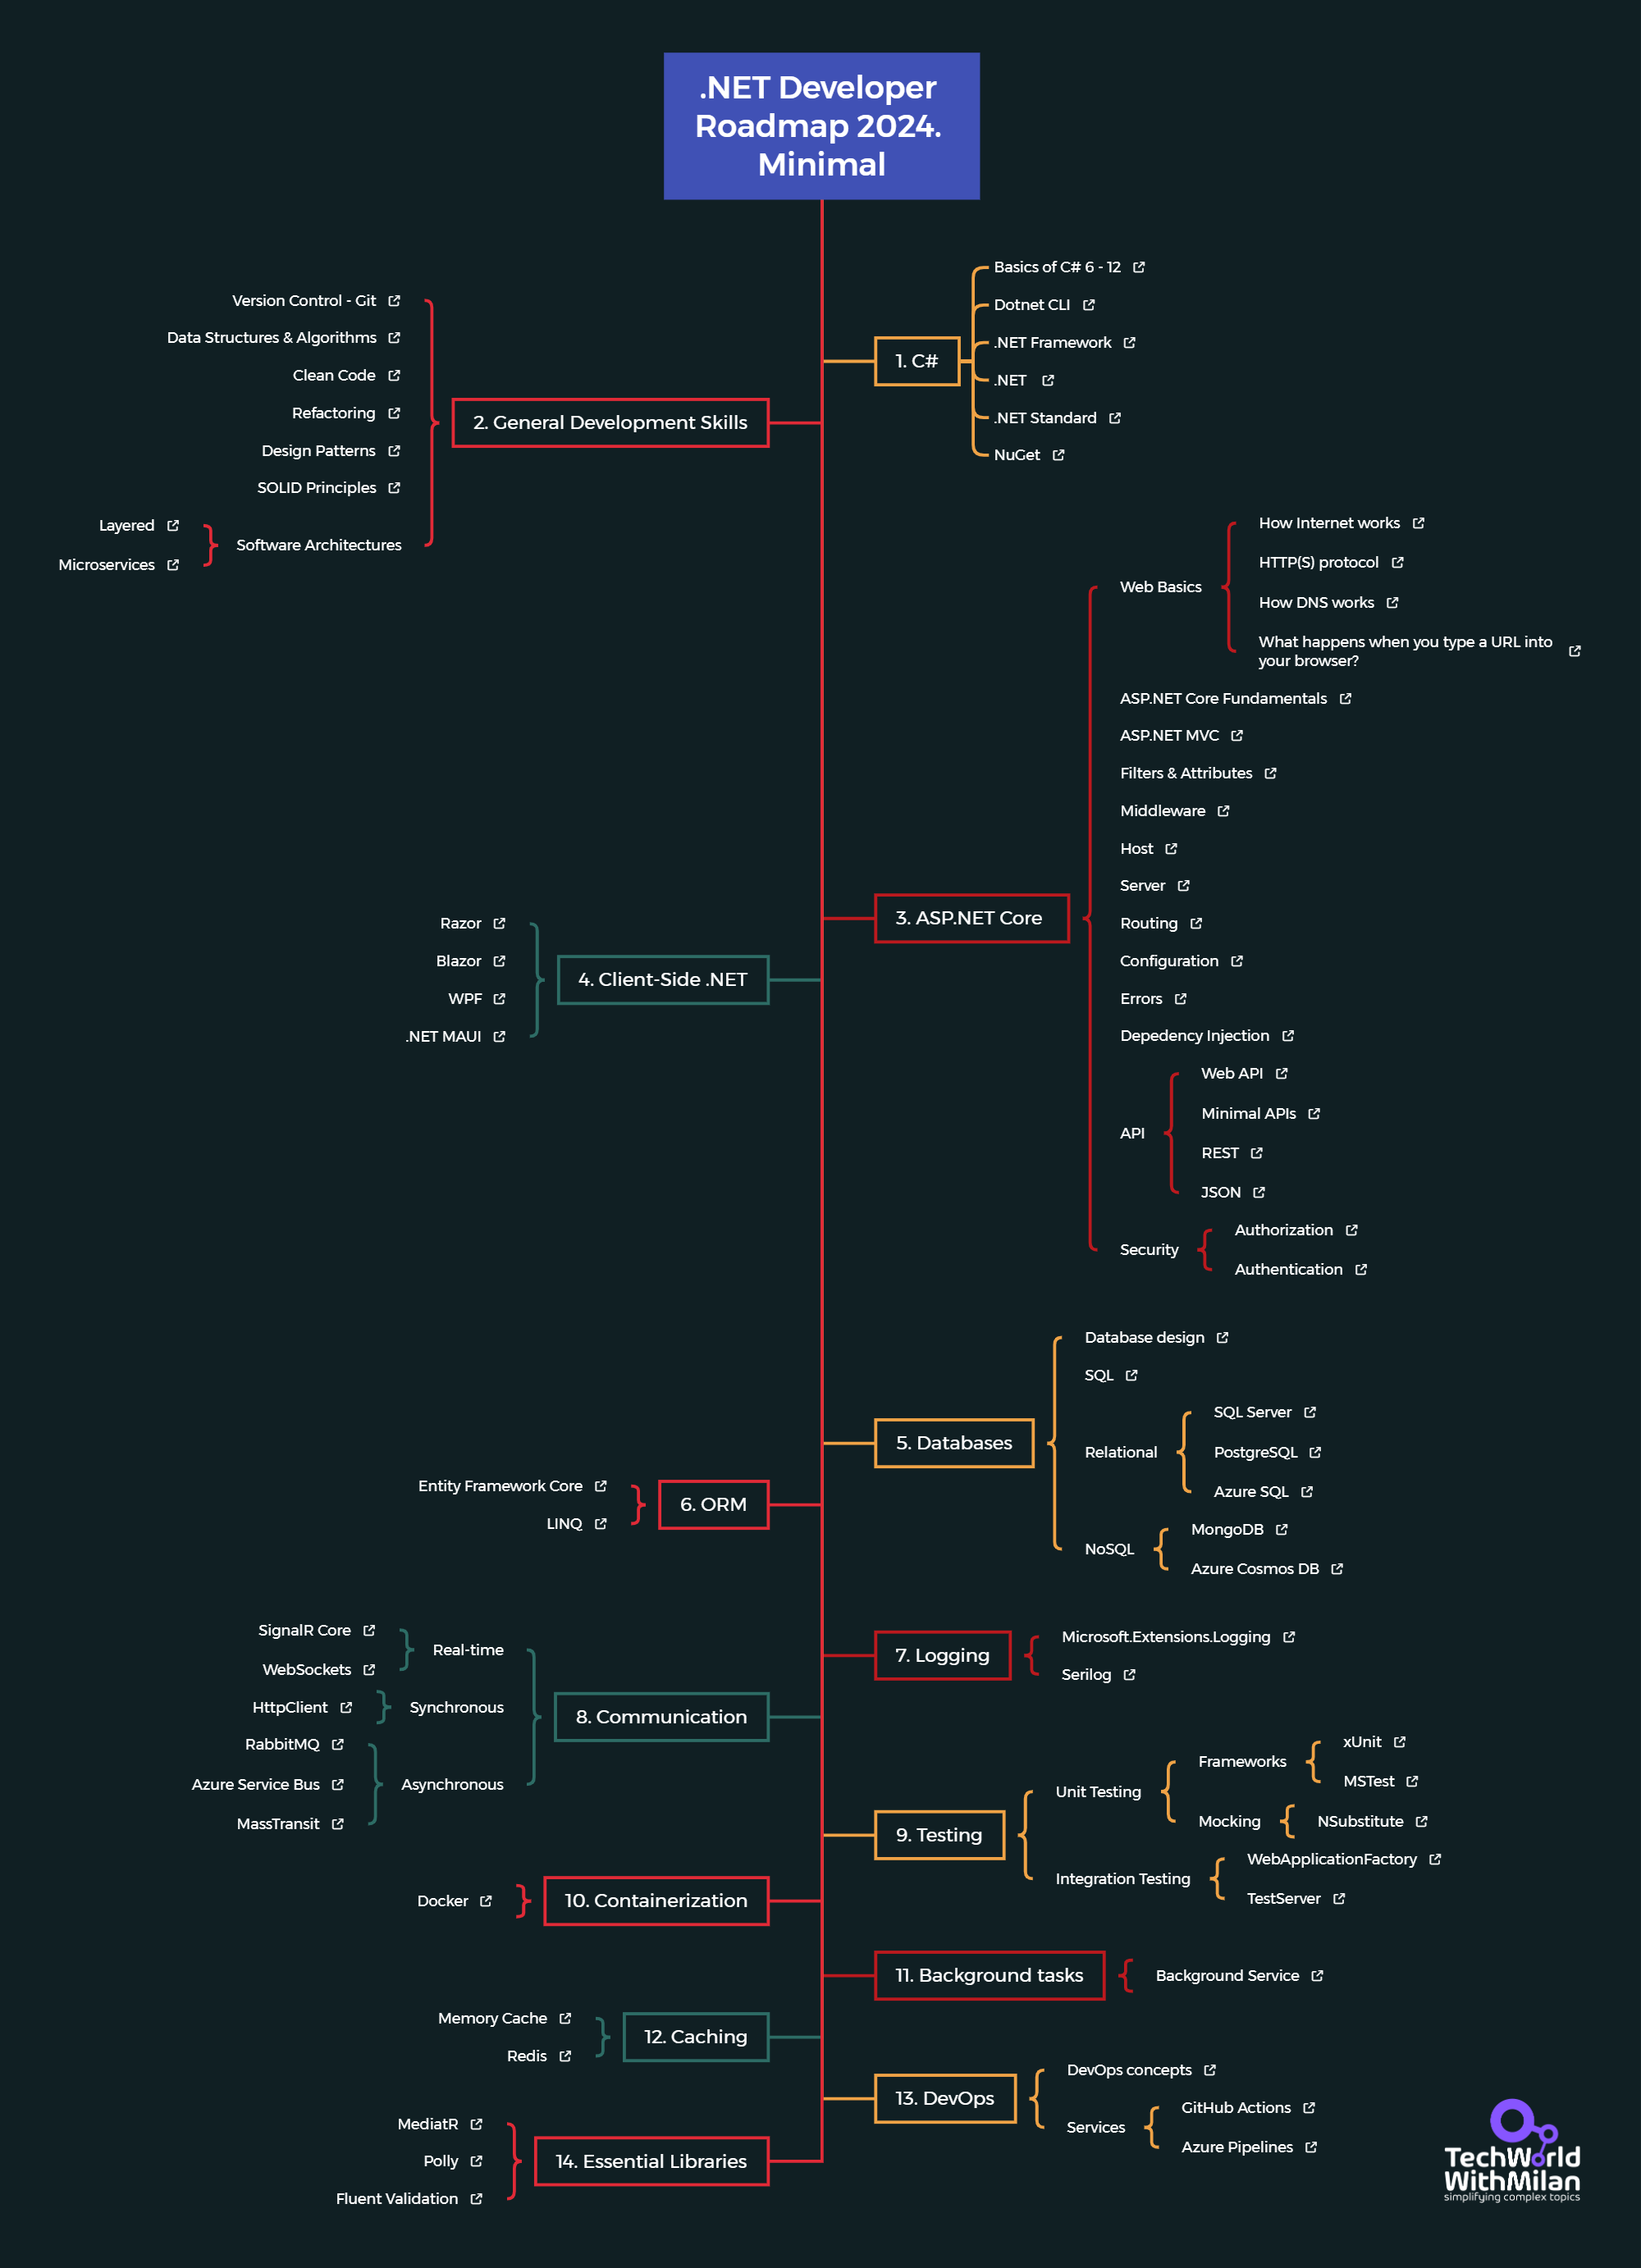 .NET Developer
Roadmap 2024.
Minimal
1. C#
Basics of C# 6 - 12
Dotnet CLI
.NET Framework
.NET
.NET Standard
NuGet
2. General Development Skills
Version Control - Git
Data Structures & Algorithms
Clean Code
Refactoring
Design Patterns
SOLID Principles
Software Architectures
Layered
Microservices
3. ASP.NET Core
Web Basics
How Internet works
HTTP(S) protocol
How DNS works
What happens when you type a URL into
your browser?
ASP.NET Core Fundamentals
ASP.NET MVC
Filters & Attributes
Middleware
Host
Server
Routing
Configuration
Errors
Depedency Injection
API
Web API
Minimal APIs
REST
JSON
Security
Authorization
Authentication
4. Client-Side .NET
Razor
Blazor
WPF
.NET MAUI
5. Databases
Database design
SQL
Relational
SQL Server
PostgreSQL
Azure SQL
NoSQL
MongoDB
Azure Cosmos DB
6. ORM
Entity Framework Core
LINQ
7. Logging
Microsoft.Extensions.Logging
Serilog
8. Communication
Real-time
SignalR Core
WebSockets
Synchronous
HttpClient
Asynchronous
RabbitMQ
Azure Service Bus
MassTransit
9. Testing
Unit Testing
Frameworks
xUnit
MSTest
Mocking
NSubstitute
Integration Testing
WebApplicationFactory
TestServer
10. Containerization
Docker
11. Background tasks
Background Service
12. Caching
Memory Cache
Redis
13. DevOps
DevOps concepts
Services
GitHub Actions
Azure Pipelines
14. Essential Libraries
MediatR
Polly
Fluent Validation
TechWorld
WithMilan
simplifying complex topics